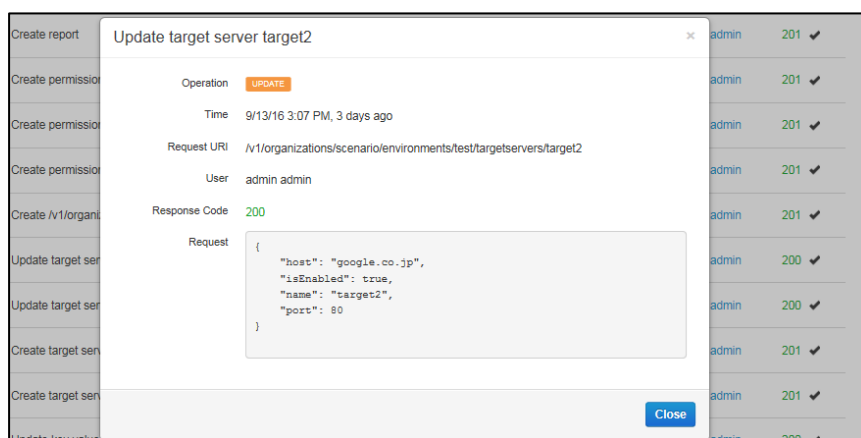 Create report
admin
201
Update target server target2
×
Create permission
admin
201
Operation
UPDATE
Time
9/13/16 3:07 PM, 3 days ago
Create permission
admin
201
Request URI
/v1/organizations/scenario/environments/test/targetservers/target2
Create permission
admin
201
User
admin admin
Create /v1/organi
admin
201
Response Code
200
Request
{
"host": "google.co.jp",
"isEnabled": true,
"name": "target2",
"port": 80
}
Update target ser
admin
200
Update target ser
admin
200
Create target serv
admin
201
Create target serv
admin
201
Close